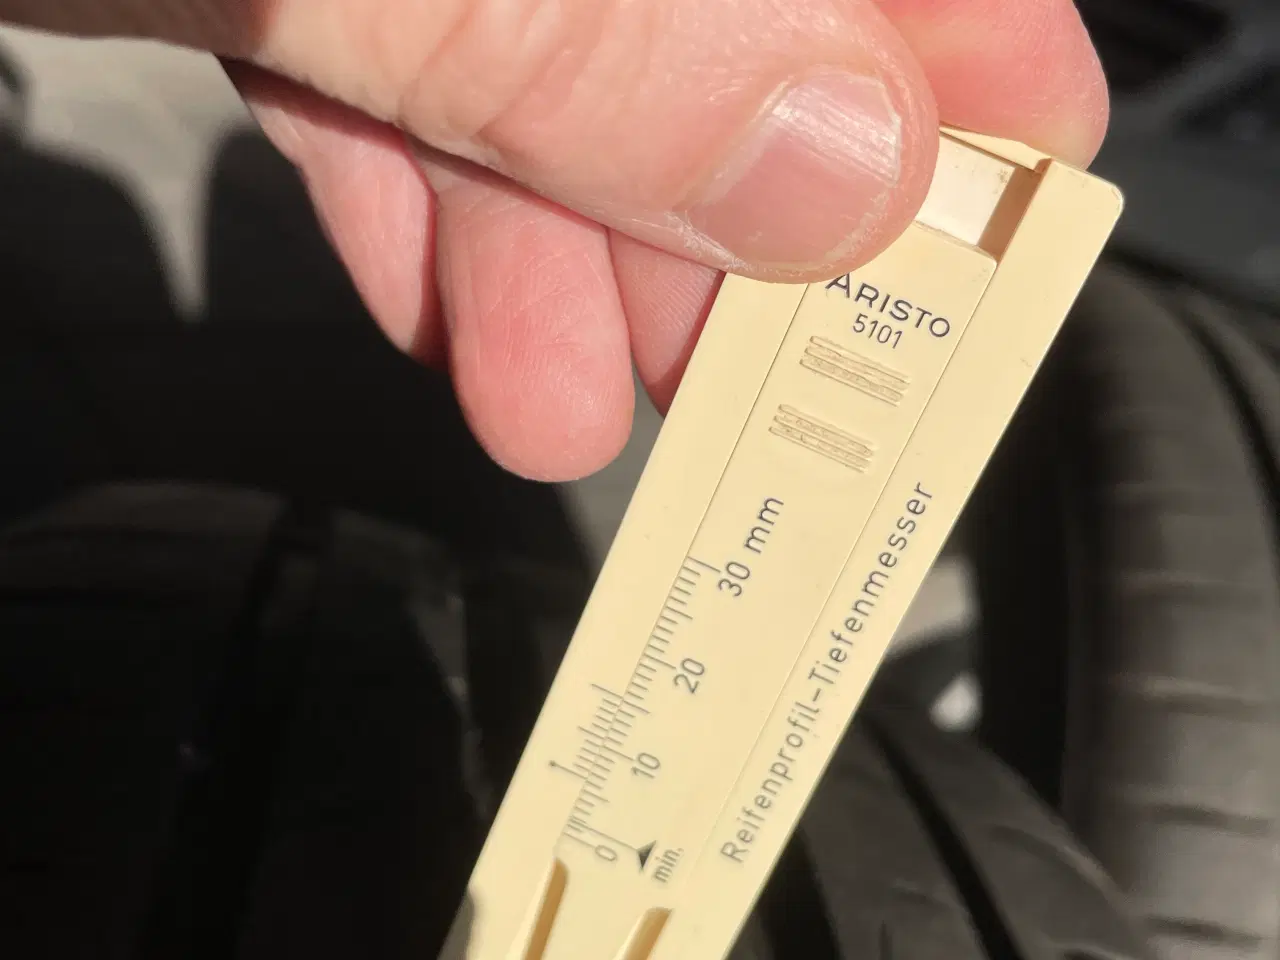 ARISTO
5101
30 mm
20
10
0
min.
Reifenprofil-Tiefenmesser